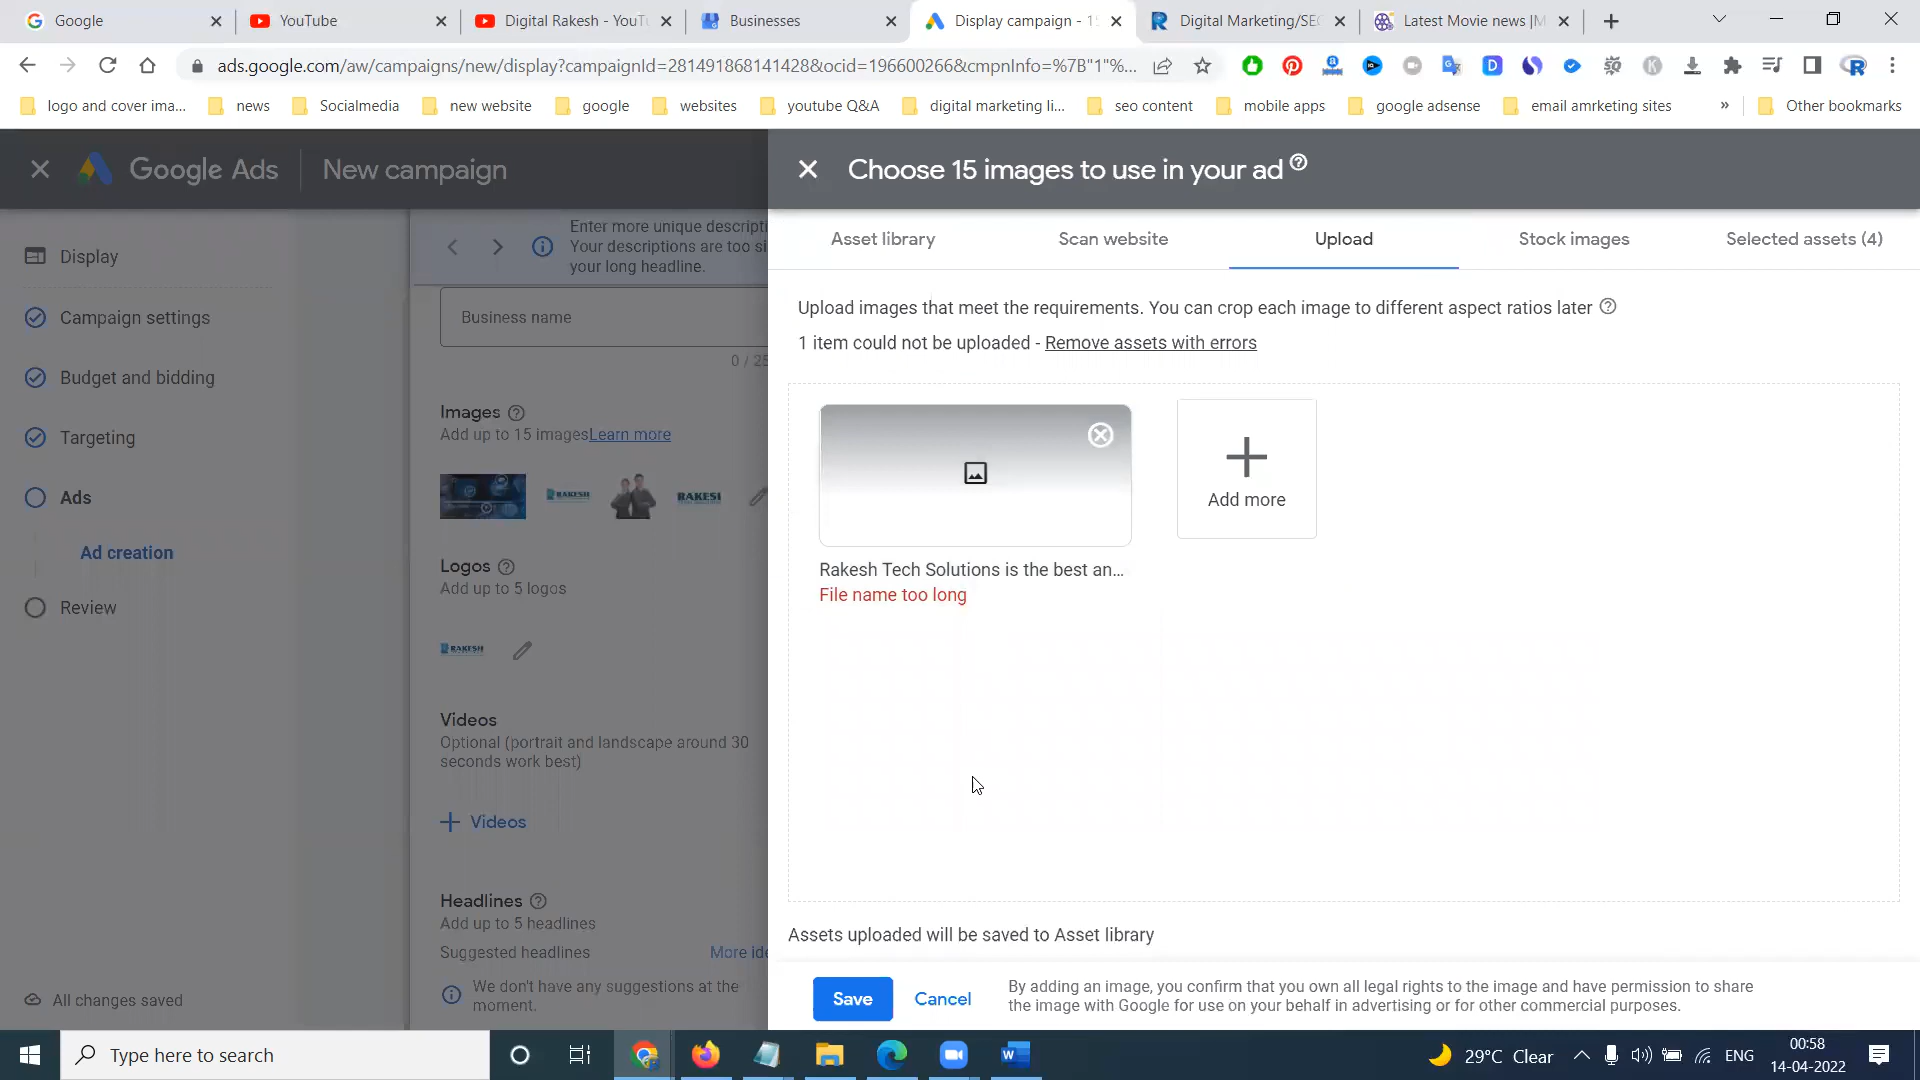 Google
YouTube
Digital Rakesh - YouTu
Businesses
Display campaign - 15
Digital Marketing/SEO
Latest Movie news |M
ads.google.com/aw/campaigns/new/display?campaignId=281491868141428&ocid=196600266&cmpnInfo=%7B"1"%...
logo and cover ima...
news
Socialmedia
new website
google
websites
youtube Q&A
digital marketing li...
seo content
mobile apps
google adsense
email amrketing sites
»
Other bookmarks
Google Ads
New campaign
Choose 15 images to use in your ad
Display
Campaign settings
Budget and bidding
Targeting
Ads
Ad creation
Review
All changes saved
Enter more unique descripti
Your descriptions are too si
your long headline.
Business name
0 / 25
Images
Add up to 15 imagesLearn more
RAKESH
RAKESI
Logos
Add up to 5 logos
RAKESH
Videos
Optional (portrait and landscape around 30
seconds work best)
Videos
Headlines
Add up to 5 headlines
Suggested headlines
More ide
We don't have any suggestions at the
moment.
Asset library
Scan website
Upload
Stock images
Selected assets (4)
Upload images that meet the requirements. You can crop each image to different aspect ratios later
1 item could not be uploaded - Remove assets with errors
Add more
Rakesh Tech Solutions is the best an...
File name too long
Assets uploaded will be saved to Asset library
Save
Cancel
By adding an image, you confirm that you own all legal rights to the image and have permission to share
the image with Google for use on your behalf in advertising or for other commercial purposes.
Type here to search
29°C Clear
ENG
00:58
14-04-2022